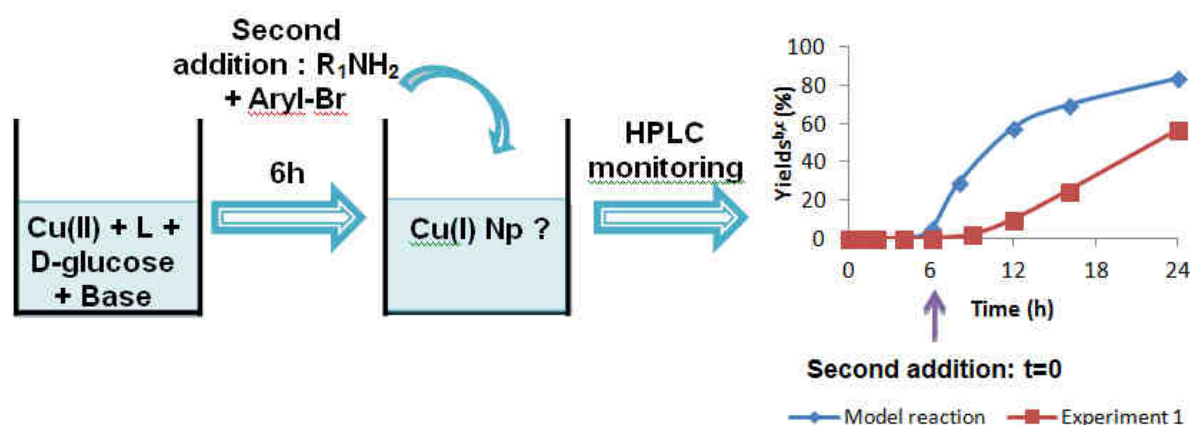 Second
addition : R₁NH₂
+ Aryl-Br
6h
Cu(II) + L +
D-glucose
+ Base
Cu(I) Np ?
HPLC
monitoring
100
80
60
40
20
0
Yieldsᵇ,ᶜ (%)
0 6 12 18 24
Time (h)
Second addition: t=0
Model reaction Experiment 1